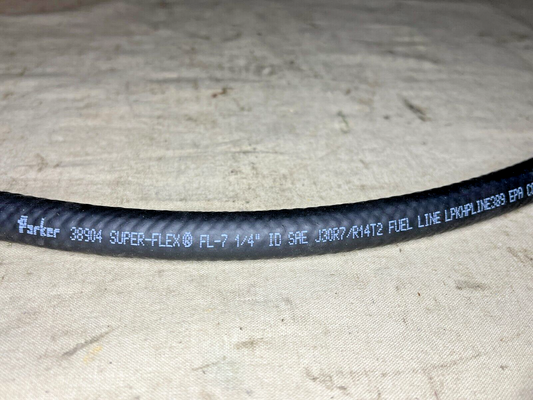 Parker 38904 SUPER-FLEX® FL-7 1/4" ID SAE J30R7/R14T2 FUEL LINE LPKHPLINE389 EPA